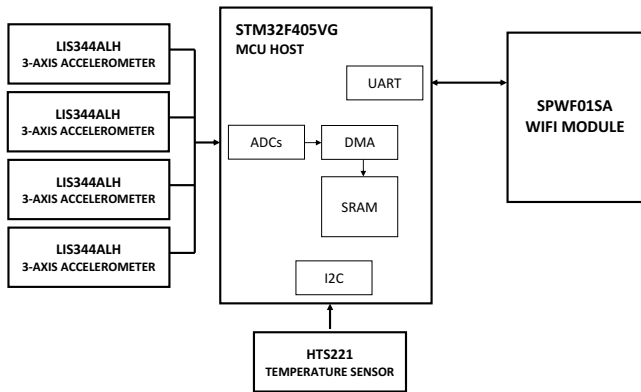 LIS344ALH
3-AXIS ACCELEROMETER
LIS344ALH
3-AXIS ACCELEROMETER
LIS344ALH
3-AXIS ACCELEROMETER
LIS344ALH
3-AXIS ACCELEROMETER
STM32F405VG
MCU HOST
UART
ADCs
DMA
SRAM
I2C
SPWF01SA
WIFI MODULE
HTS221
TEMPERATURE SENSOR